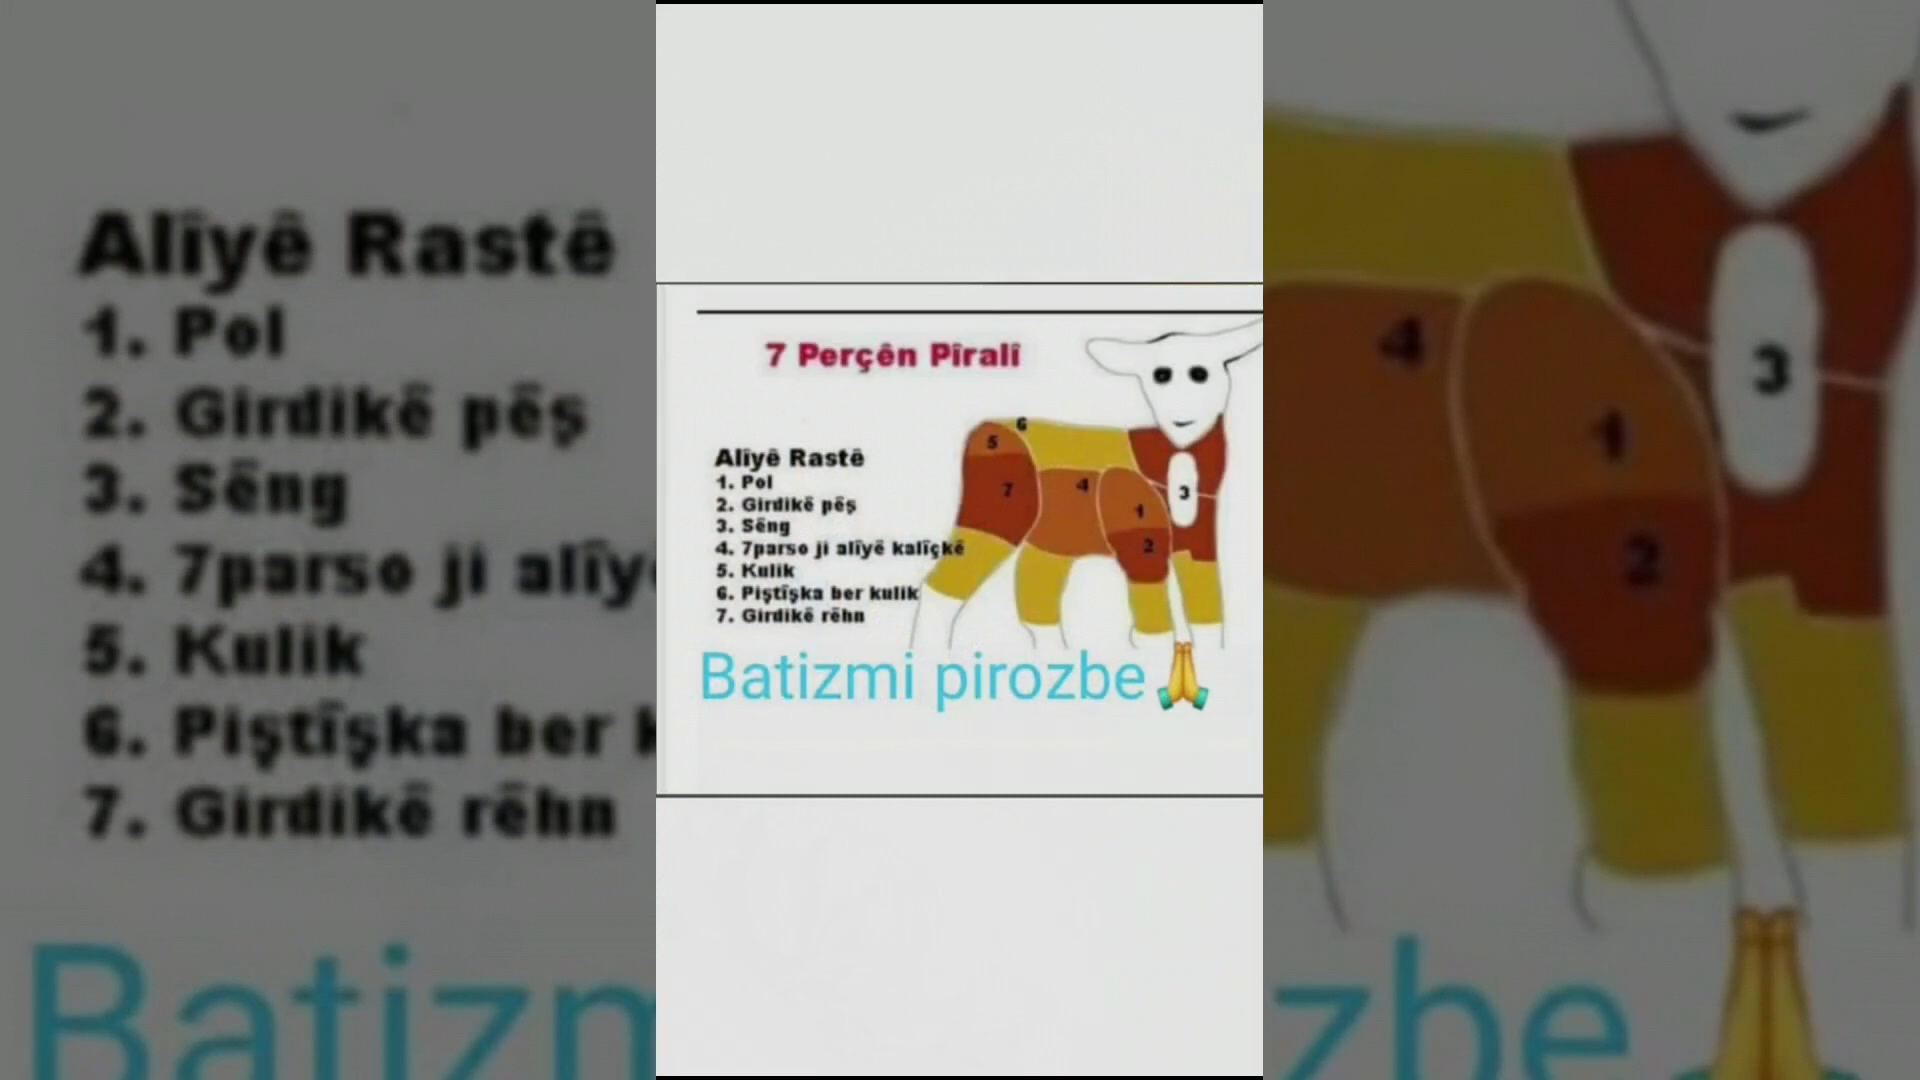 7 Perçên Pîralî
Alîyê Rastê
1. Pol
2. Girdikê pêş
3. Sêng
4. 7parso ji alîyê kalîçkê
5. Kulik
6. Piştîşka ber kulik
7. Girdikê rêhn
6
5
7
4
1
2
3
Batizmi pirozbe🙏